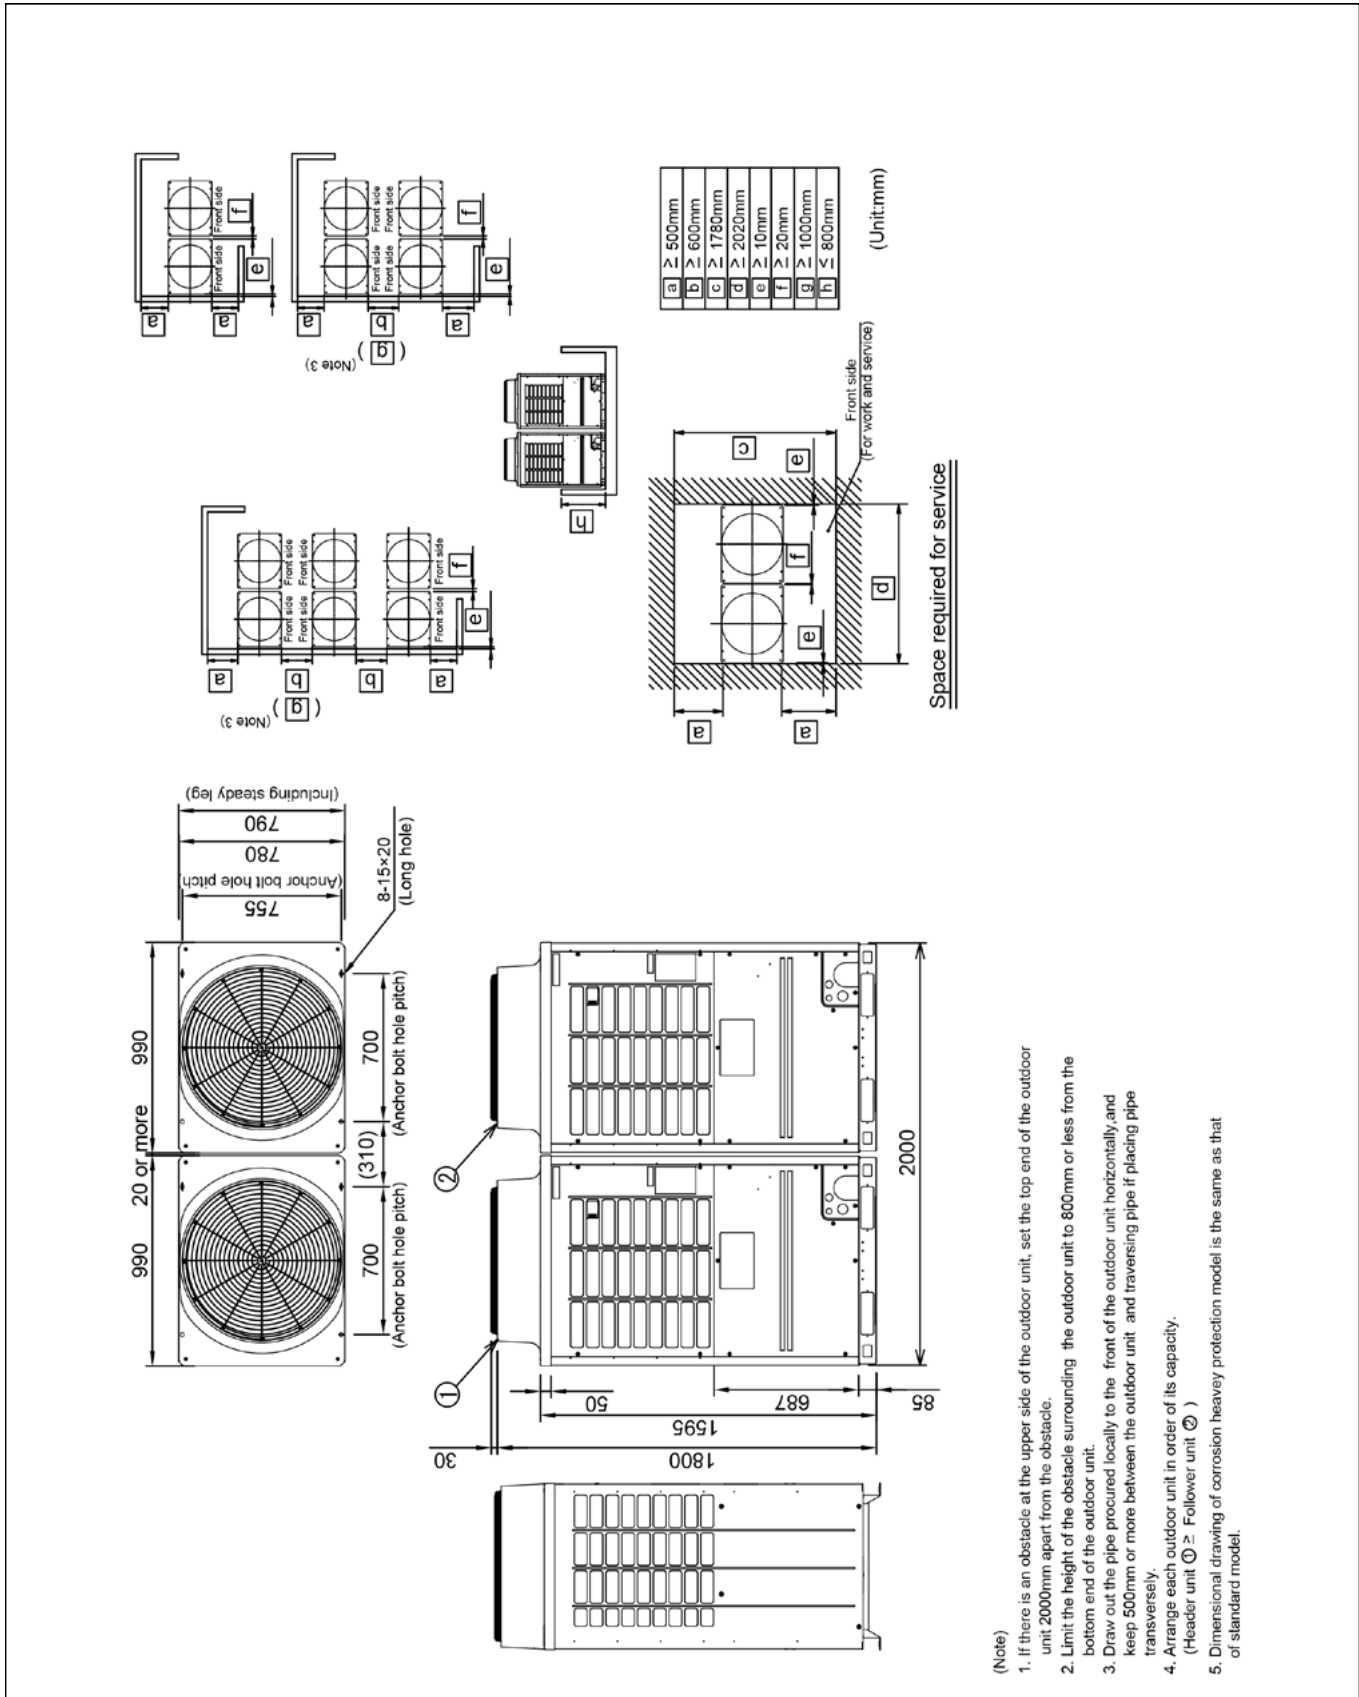 990
20 or more
990
755
(Anchor bolt hole pitch)
780
790
(Including steady leg)
700
(310)
700
(Anchor bolt hole pitch)
(Anchor bolt hole pitch)
8-15×20
(Long hole)
①
②
30
1800
1595
50
687
85
2000
a
b
b
a
(g)
(Note 3)
Front side
Front side
Front side
Front side
Front side
Front side
e
f
a
a
Front side
Front side
e
f
a
b
a
(g)
(Note 3)
Front side
Front side
Front side
Front side
Front side
Front side
e
f
h
a
a
e
f
e
c
d
Front side
(For work and service)
Space required for service
a ≥ 500mm
b ≥ 600mm
c ≥ 1780mm
d ≥ 2020mm
e ≥ 10mm
f ≥ 20mm
g ≥ 1000mm
h ≤ 800mm
(Unit:mm)
(Note)
1. If there is an obstacle at the upper side of the outdoor unit, set the top end of the outdoor
unit 2000mm apart from the obstacle.
2. Limit the height of the obstacle surrounding the outdoor unit to 800mm or less from the
bottom end of the outdoor unit.
3. Draw out the pipe procured locally to the front of the outdoor unit horizontally,and
keep 500mm or more between the outdoor unit and traversing pipe if placing pipe
transversely.
4. Arrange each outdoor unit in order of its capacity.
(Header unit ① ≥ Follower unit ② )
5. Dimensional drawing of corrosion heavey protection model is the same as that
of standard model.